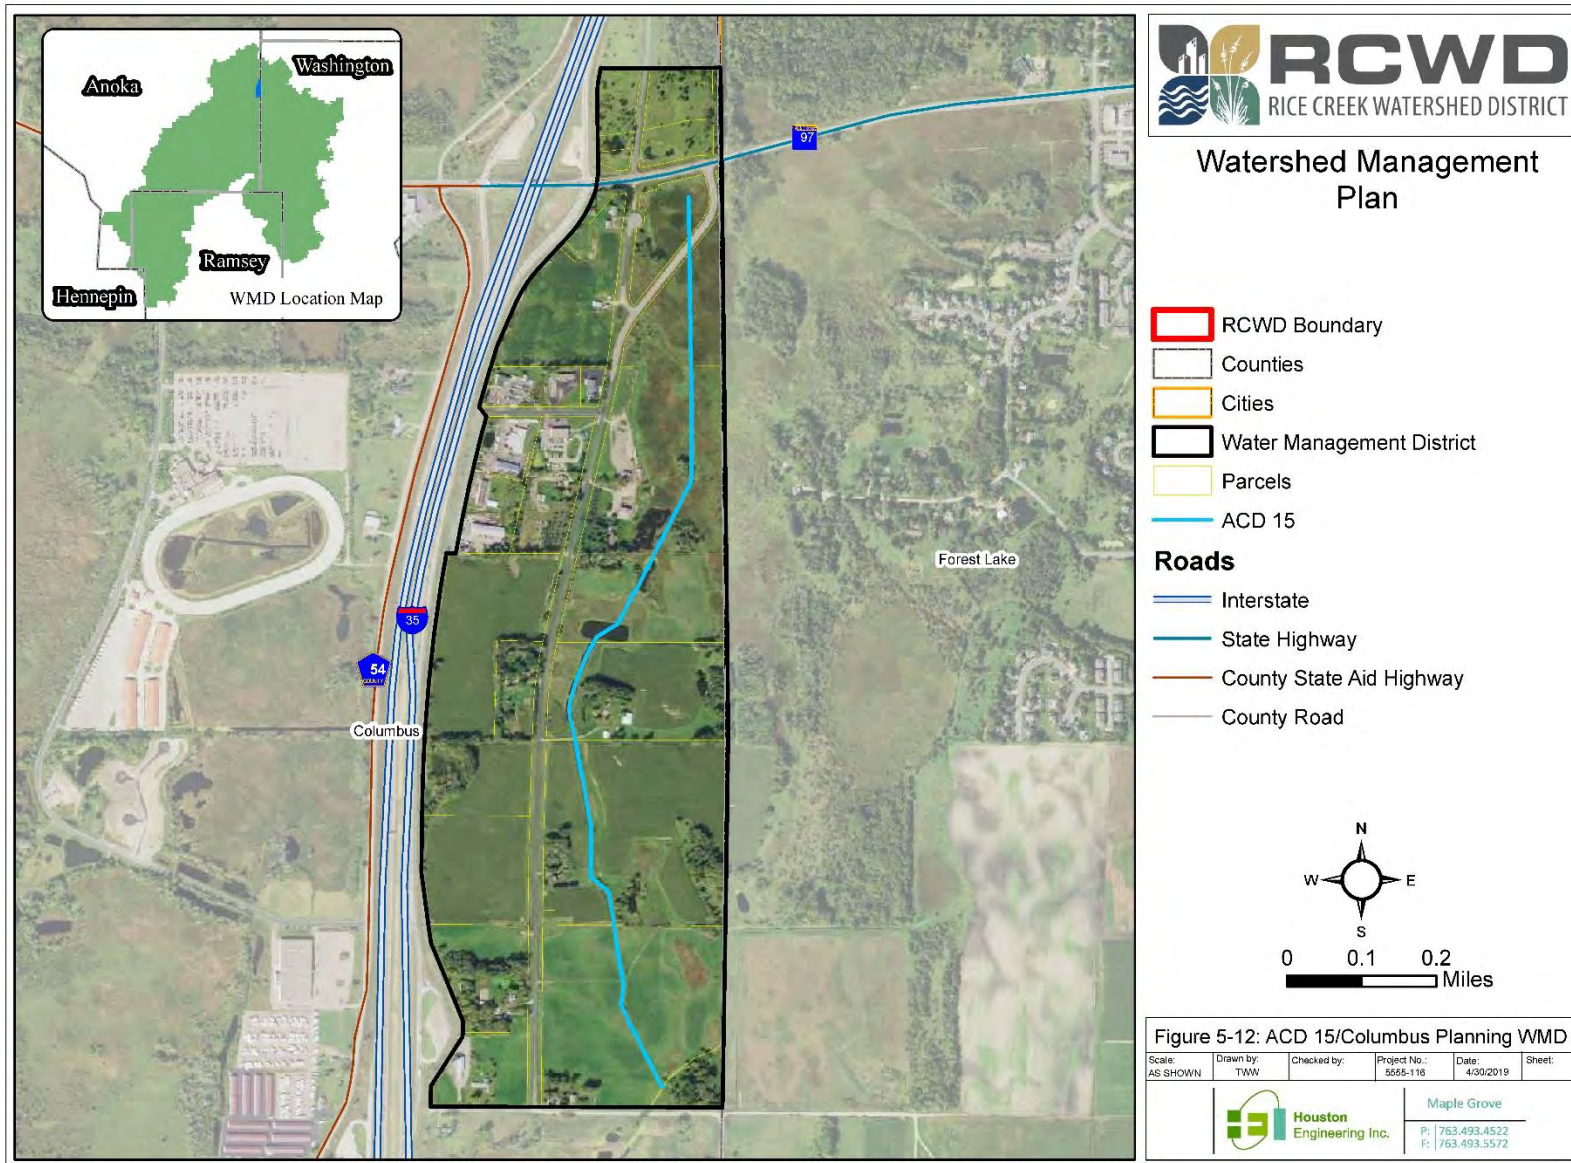 Anoka
Washington
Ramsey
Hennepin
WMD Location Map
97
35
54
COUNTY
Columbus
Forest Lake
RCWD
RICE CREEK WATERSHED DISTRICT
Watershed Management
Plan
RCWD Boundary
Counties
Cities
Water Management District
Parcels
ACD 15
Roads
Interstate
State Highway
County State Aid Highway
County Road
N
W E
S
0 0.1 0.2
Miles
Figure 5-12: ACD 15/Columbus Planning WMD
Scale: Drawn by: Checked by: Project No.: Date: Sheet:
AS SHOWN TWW 5555-116 4/30/2019
Houston
Engineering Inc.
Maple Grove
P: 763.493.4522
F: 763.493.5572